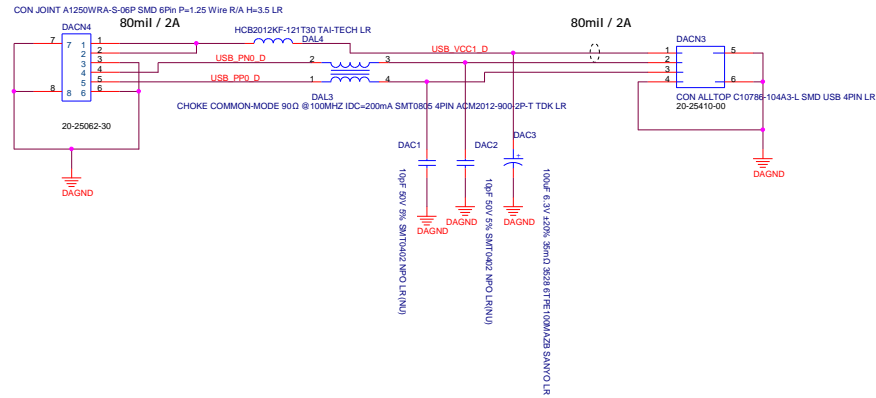 CON JOINT A1250WRA-S-06P SMD 6Pin P=1.25 Wire R/A H=3.5 LR
DACN4
80mil / 2A
80mil / 2A
HCB2012KF-121T30 TAI-TECH LR
DAL4
USB_VCC1_D
DACN3
7 7 1 1
2 2
3 3
4 4
5 5
8 8 6 6
USB_PN0_D
2 3
USB_PP0_D
1 4
DAL3
1 5
2
3
4 6
CHOKE COMMON-MODE 90Ω @100MHZ IDC=200mA SMT0805 4PIN ACM2012-900-2P-T TDK LR
CON ALLTOP C10786-104A3-L SMD USB 4PIN LR
20-25410-00
20-25062-30
DAC1
DAC2
DAC3
+
DAGND
DAGND
DAGND
DAGND
DAGND
10pF 50V 5% SMT0402 NPO LR(NU)
10pF 50V 5% SMT0402 NPO LR(NU)
100uF 6.3V ±20% 35mΩ 3528 6TPE100MAZB SANYO LR